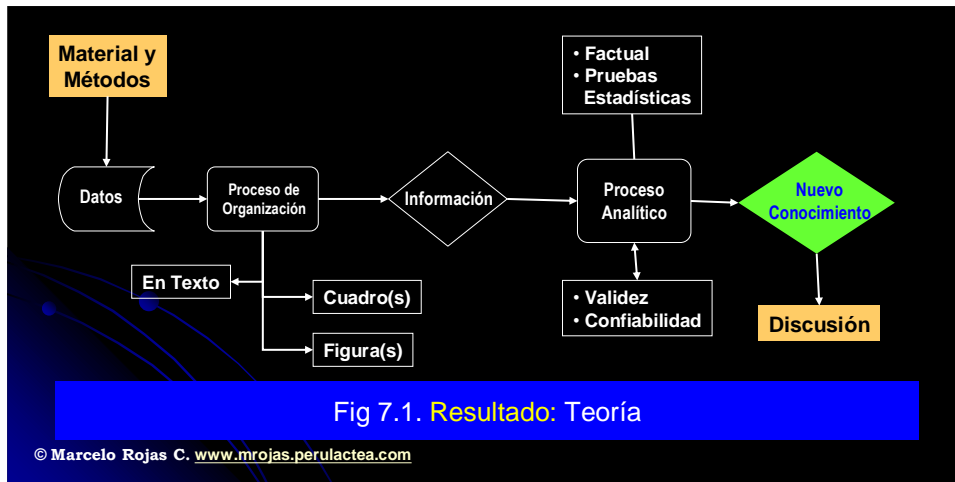 Material y
Métodos
• Factual
• Pruebas
Estadísticas
Datos
Proceso de
Organización
Información
Proceso
Analítico
Nuevo
Conocimiento
En Texto
Cuadro(s)
Figura(s)
• Validez
• Confiabilidad
Discusión
Fig 7.1. Resultado: Teoría
© Marcelo Rojas C. www.mrojas.perulactea.com